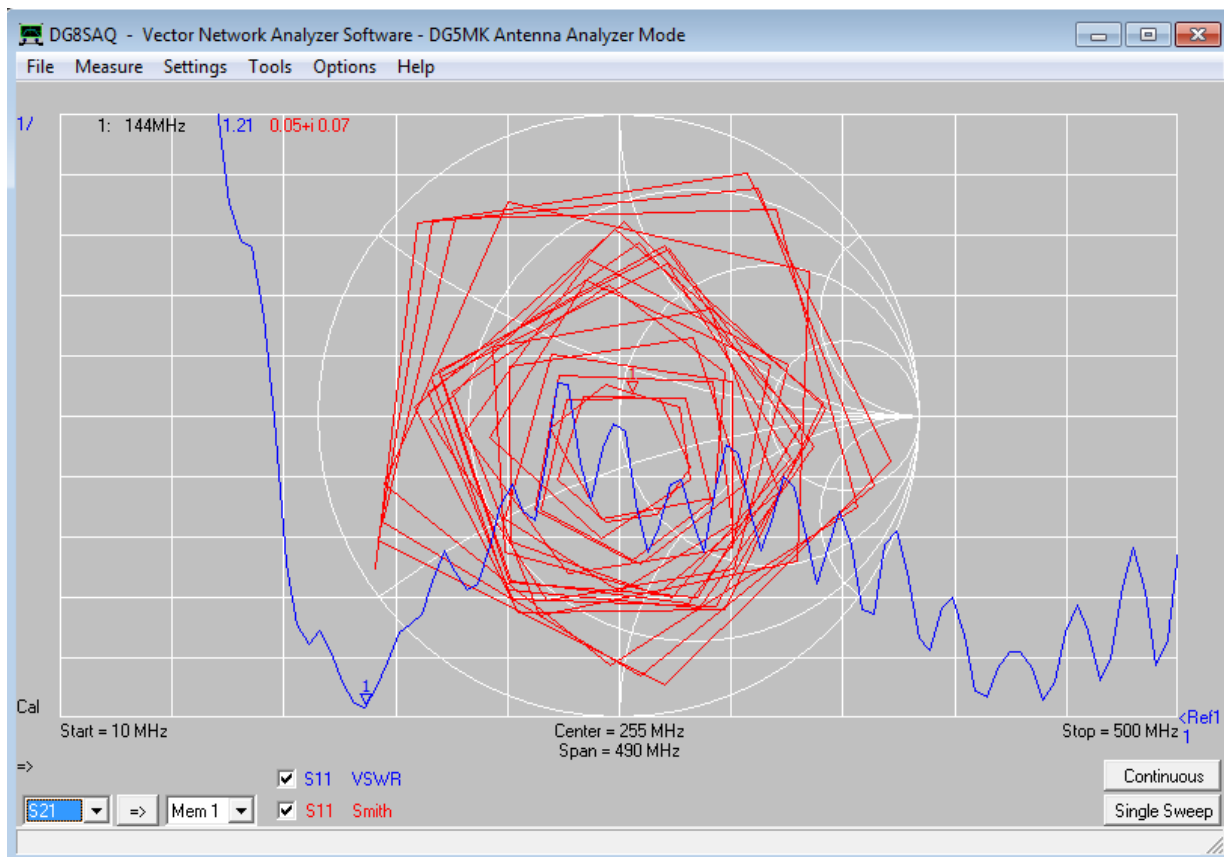 DG8SAQ - Vector Network Analyzer Software - DG5MK Antenna Analyzer Mode
File Measure Settings Tools Options Help
1/ 1: 144MHz 1.21 0.05+i 0.07
1
1
Cal
<Ref1
Start = 10 MHz Center = 255 MHz Stop = 500 MHz 1
Span = 490 MHz
=>
S11 VSWR Continuous
S21 => Mem 1 S11 Smith Single Sweep